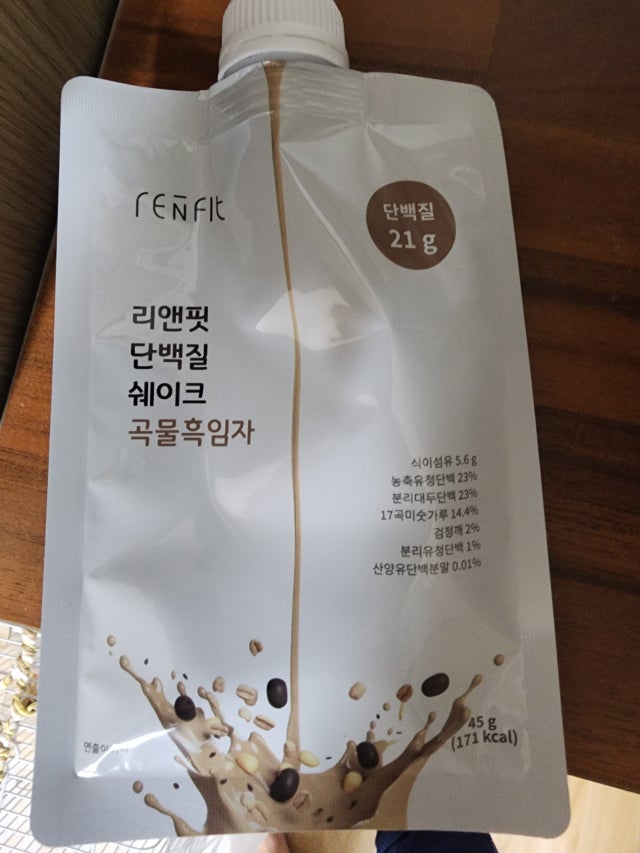 RENFIt
단백질
21 g
리앤핏
단백질
쉐이크
곡물흑임자
식이섬유 5.6 g
농축유청단백 23%
분리대두단백 23%
17곡미숫가루 14.4%
검정깨 2%
분리유청단백 1%
산양유단백분말 0.01%
45 g
(171 kcal)